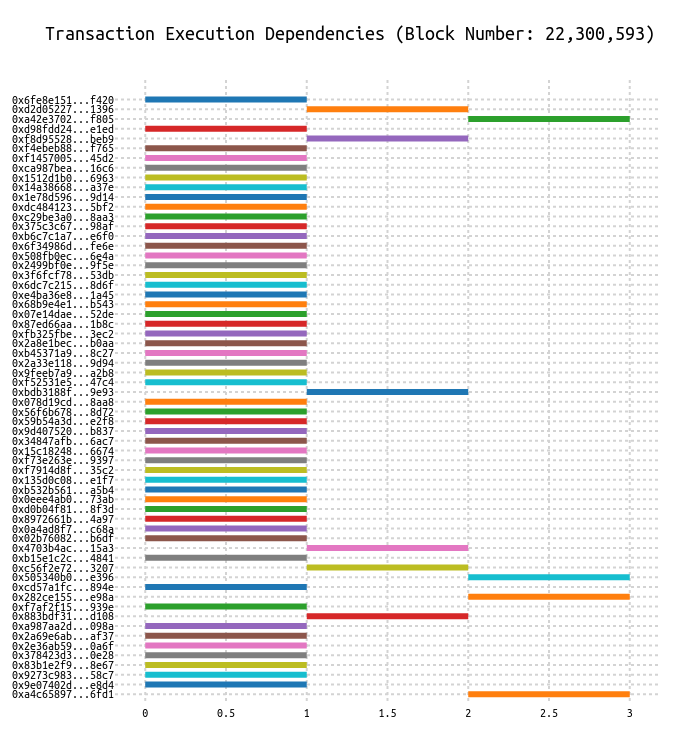 Transaction Execution Dependencies (Block Number: 22,300,593)
0x6fe8e151...f420
0xd2d05227...1396
0xa42e3702...f805
0xd98fdd24...e1ed
0xf8d95528...beb9
0xf4ebeb88...f765
0xf1457005...45d2
0xca987bea...16c6
0x1512d1b0...6963
0x14a38668...a37e
0x1e78d596...9d14
0xdc484123...5bf2
0xc29be3a0...8aa3
0x375c3c67...98af
0xb6c7c1a7...e6f0
0x6f34986d...fe6e
0x508fb0ec...6e4a
0x2499bf0e...9f5e
0x3f6fcf78...53db
0x6dc7c215...8d6f
0xe4ba36e8...1a45
0x68b9e4e1...b543
0x07e14dae...52de
0x87ed66aa...1b8c
0xfb325fbe...3ec2
0x2a8e1bec...b0aa
0xb45371a9...8c27
0x2a33e118...9d94
0x9feeb7a9...a2b8
0xf52531e5...47c4
0xbdb3188f...9e93
0x078d19cd...8aa8
0x56f6b678...8d72
0x59b54a3d...e2f8
0x9d407520...b837
0x34847afb...6ac7
0x15c18248...6674
0xf73e263e...9397
0xf7914d8f...35c2
0x135d0c08...e1f7
0xb532b561...a5b4
0x0eee4ab0...73ab
0xd0b04f81...8f3d
0x8972661b...4a97
0x0a4ad8f7...c68a
0x02b76082...b6df
0x4703b4ac...15a3
0xb15e1c2c...4841
0xc56f2e72...3207
0x505340b0...e396
0xcd57a1fc...894e
0x282ce155...e98a
0xf7af2f15...939e
0x883bdf31...d108
0xa987aa2d...098a
0x2a69e6ab...af37
0x2e36ab59...0a6f
0x378423d3...0e28
0x83b1e2f9...8e67
0x9273c983...58c7
0x9e07402d...e8d4
0xa4c65897...6fd1
0 0.5 1 1.5 2 2.5 3